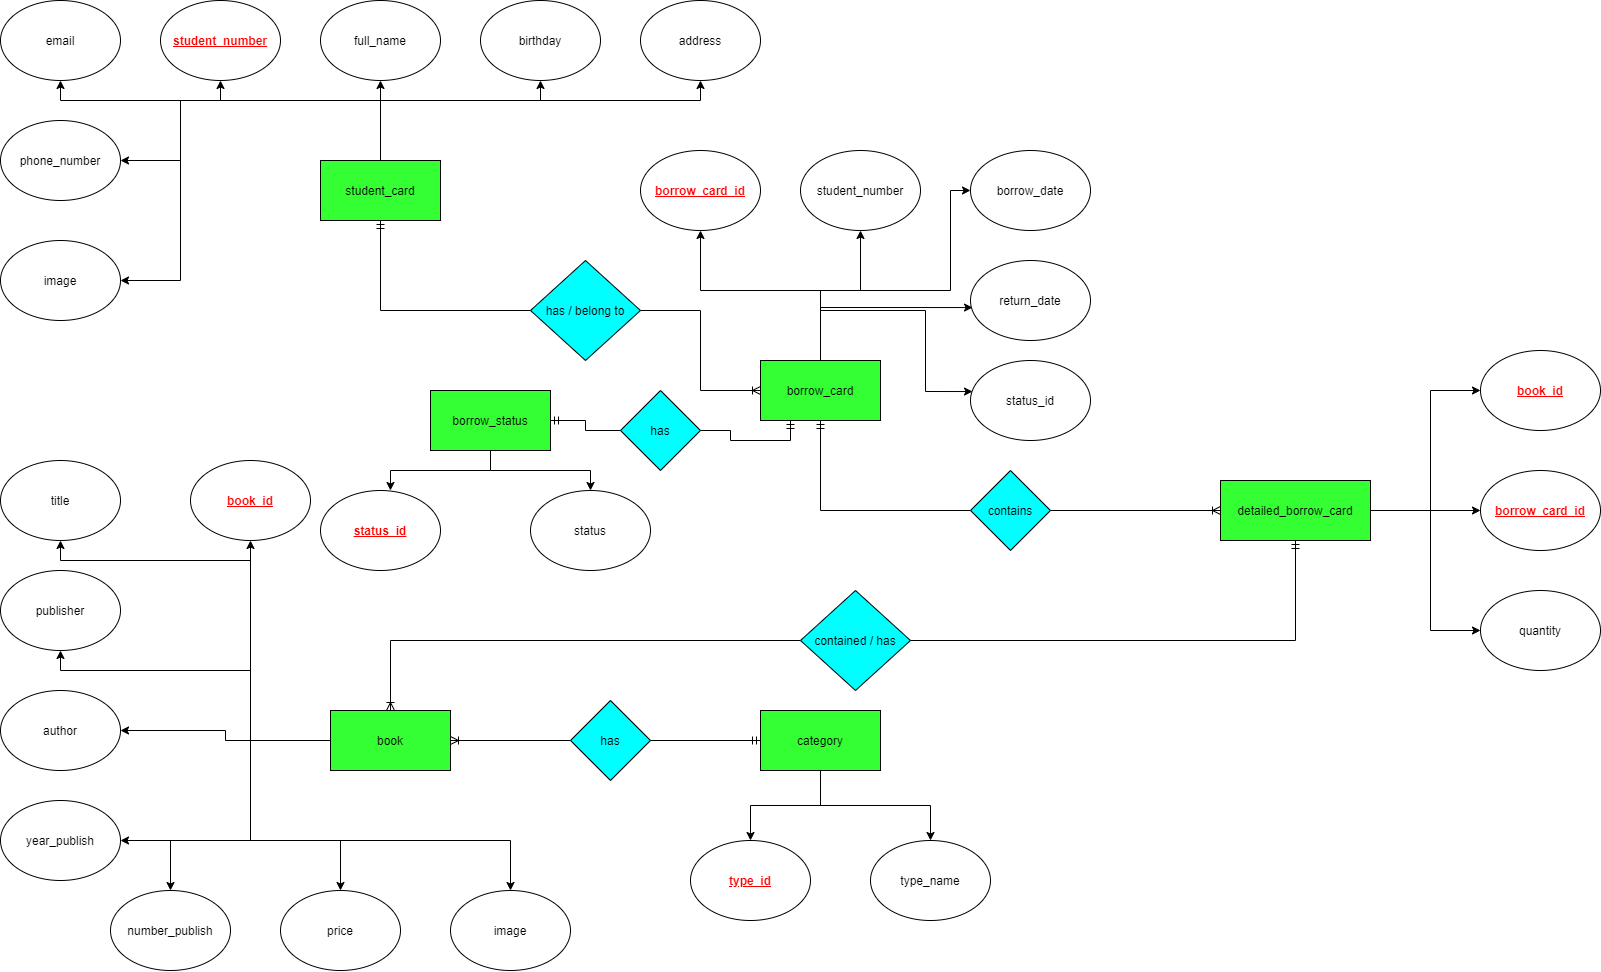 email
student_number
full_name
birthday
address
phone_number
student_card
borrow_card_id
student_number
borrow_date
image
has / belong to
return_date
borrow_card
status_id
book_id
borrow_status
has
title
book_id
status_id
status
contains
detailed_borrow_card
borrow_card_id
publisher
contained / has
quantity
author
book
has
category
year_publish
type_id
type_name
number_publish
price
image